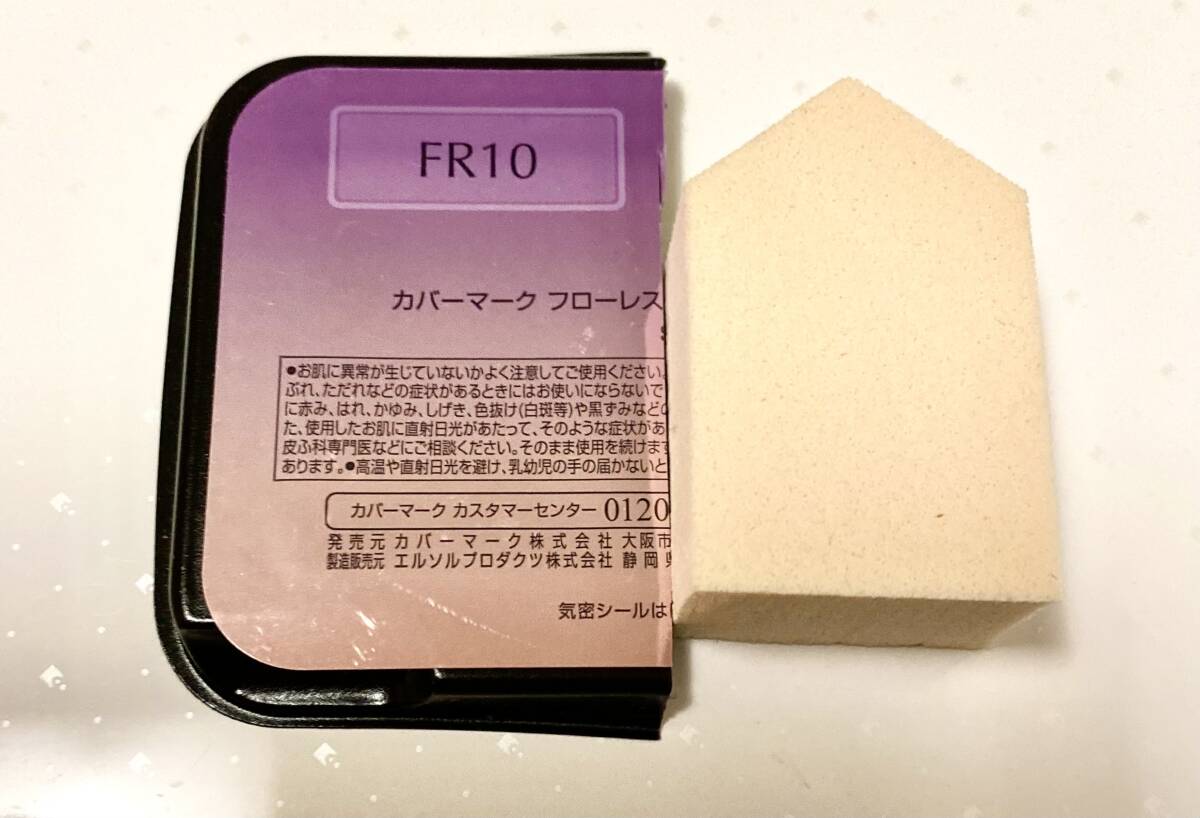 FR10
カバーマーク フローレス
●お肌に異常が生じていないかよく注意してご使用ください。
ぶれ、ただれなどの症状があるときにはお使いにならないで
に赤み、はれ、かゆみ、しげき、色抜け(白斑等)や黒ずみなどの
た、使用したお肌に直射日光があたって、そのような症状があ
皮ふ科専門医などにご相談ください。そのまま使用を続けます
あります。●高温や直射日光を避け、乳幼児の手の届かないと
カバーマーク カスタマーセンター 0120
発売元 カバーマーク株式会社 大阪市
製造販売元 エルソルプロダクツ株式会社 静岡県
気密シールは